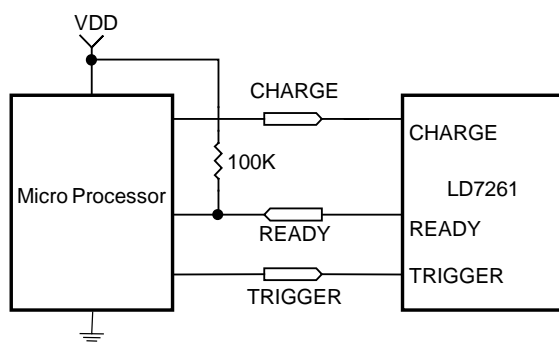 VDD
CHARGE
CHARGE
100K
Micro Processor
LD7261
READY
READY
TRIGGER
TRIGGER